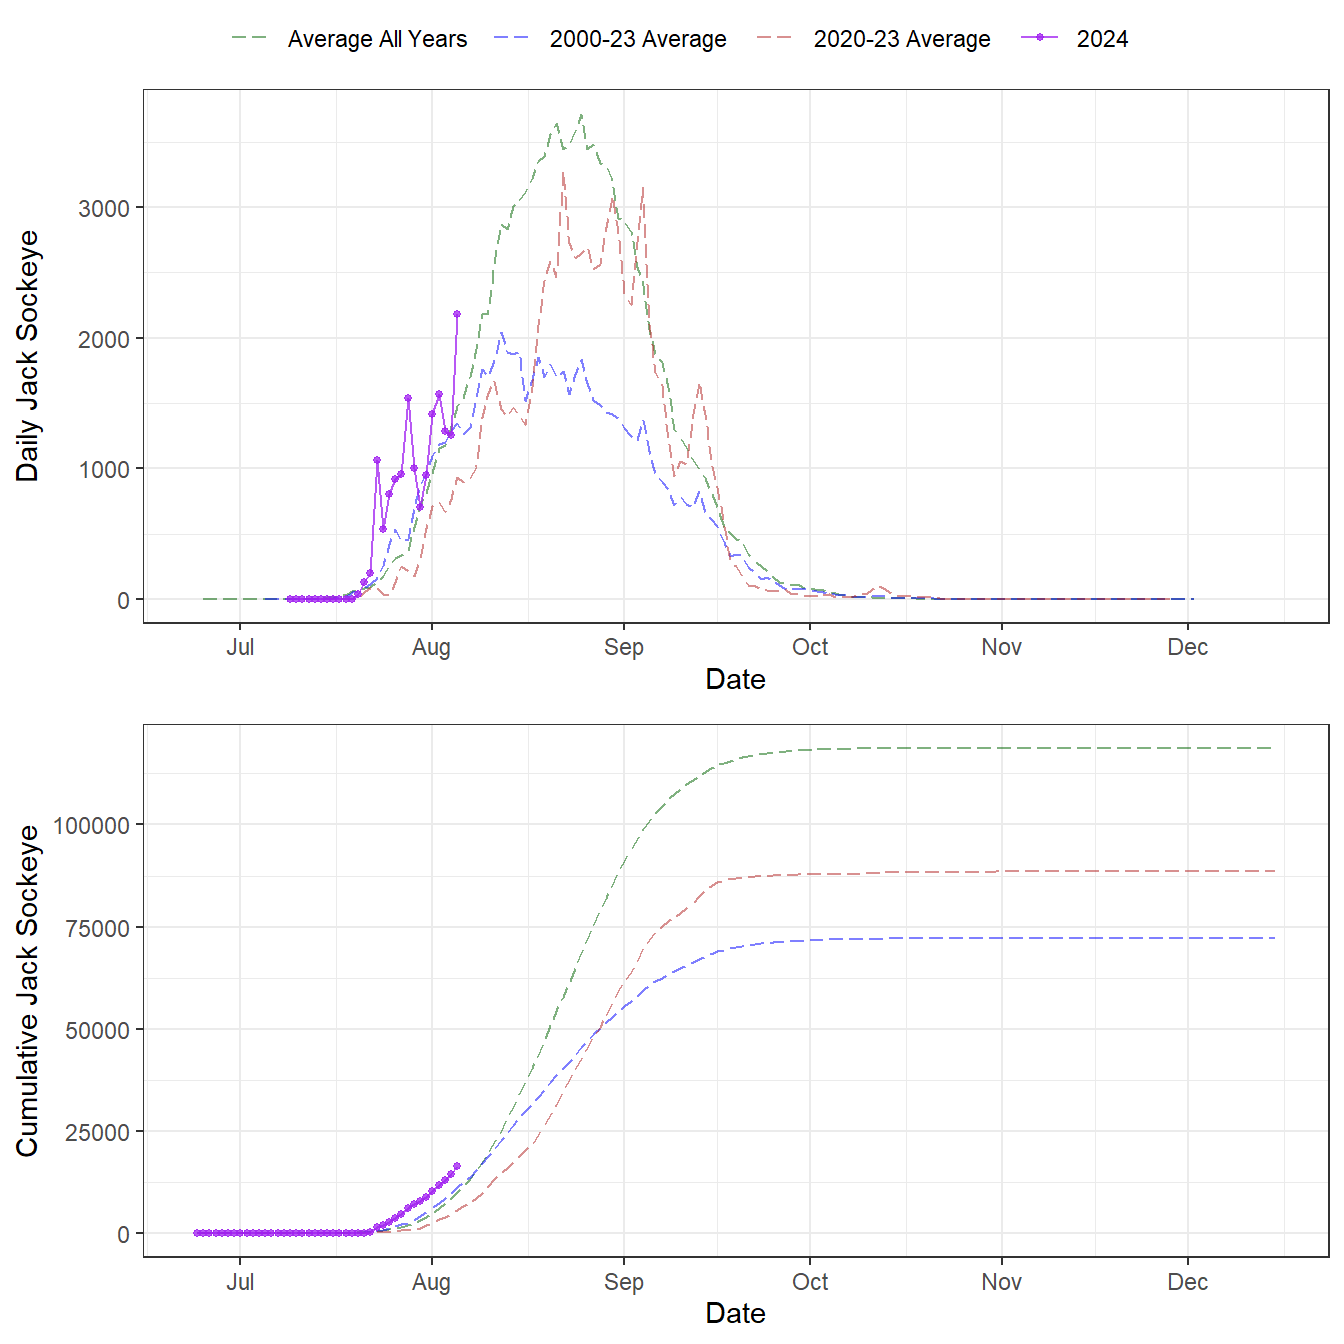 Average All Years 2000-23 Average 2020-23 Average 2024
Daily Jack Sockeye
3000
2000
1000
0
Jul Aug Sep Oct Nov Dec
Date
Cumulative Jack Sockeye
100000
75000
50000
25000
0
Jul Aug Sep Oct Nov Dec
Date